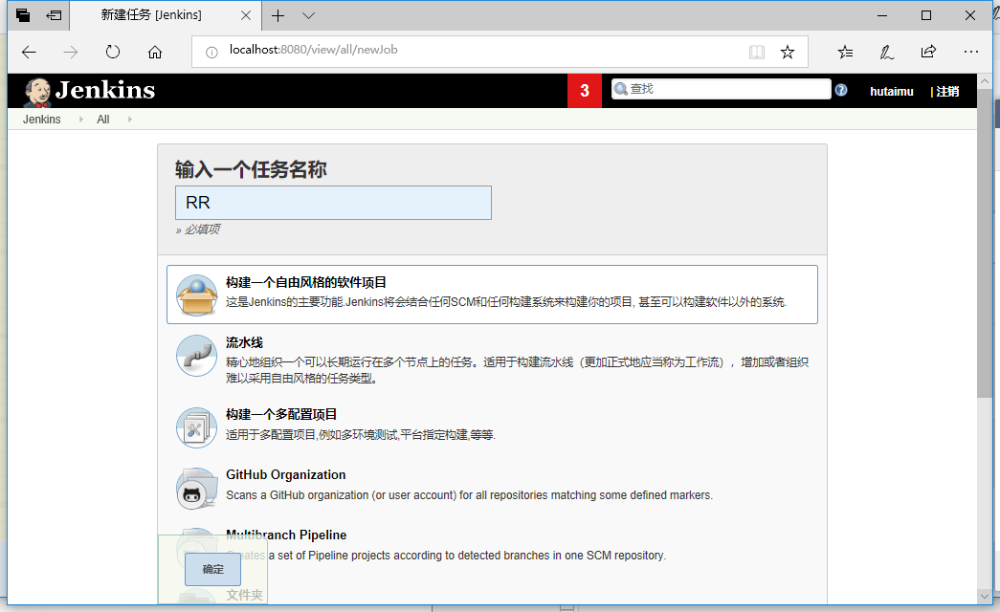 新建任务 [Jenkins]
localhost:8080/view/all/newJob
Jenkins
3
查找
hutaimu
| 注销
Jenkins
All
输入一个任务名称
RR
» 必填项
构建一个自由风格的软件项目
这是Jenkins的主要功能.Jenkins将会结合任何SCM和任何构建系统来构建你的项目, 甚至可以构建软件以外的系统.
流水线
精心地组织一个可以长期运行在多个节点上的任务。适用于构建流水线（更加正式地应当称为工作流），增加或者组织
难以采用自由风格的任务类型。
构建一个多配置项目
适用于多配置项目,例如多环境测试,平台指定构建,等等.
GitHub Organization
Scans a GitHub organization (or user account) for all repositories matching some defined markers.
Multibranch Pipeline
Creates a set of Pipeline projects according to detected branches in one SCM repository.
确定
文件夹